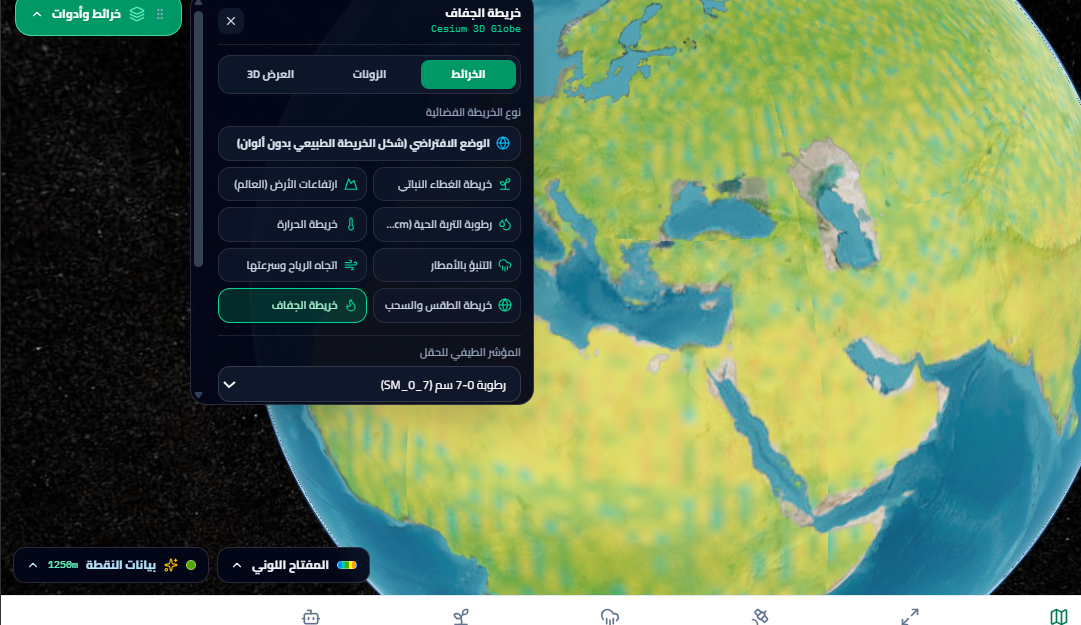 خرائط وأدوات
خريطة الجفاف
Cesium 3D Globe
الخرائط
الزونات
العرض 3D
نوع الخريطة الفضائية
الوضع الافتراضي (شكل الخريطة الطبيعي بدون ألوان)
خريطة الغطاء النباتي
ارتفاعات الأرض (العالم)
رطوبة التربة الحية (cm...
خريطة الحرارة
التنبؤ بالأمطار
اتجاه الرياح وسرعتها
خريطة الطقس والسحب
خريطة الجفاف
المؤشر الطيفي للحقل
رطوبة 0-7 سم (SM_0_7)
المفتاح اللوني
بيانات النقطة 1250m